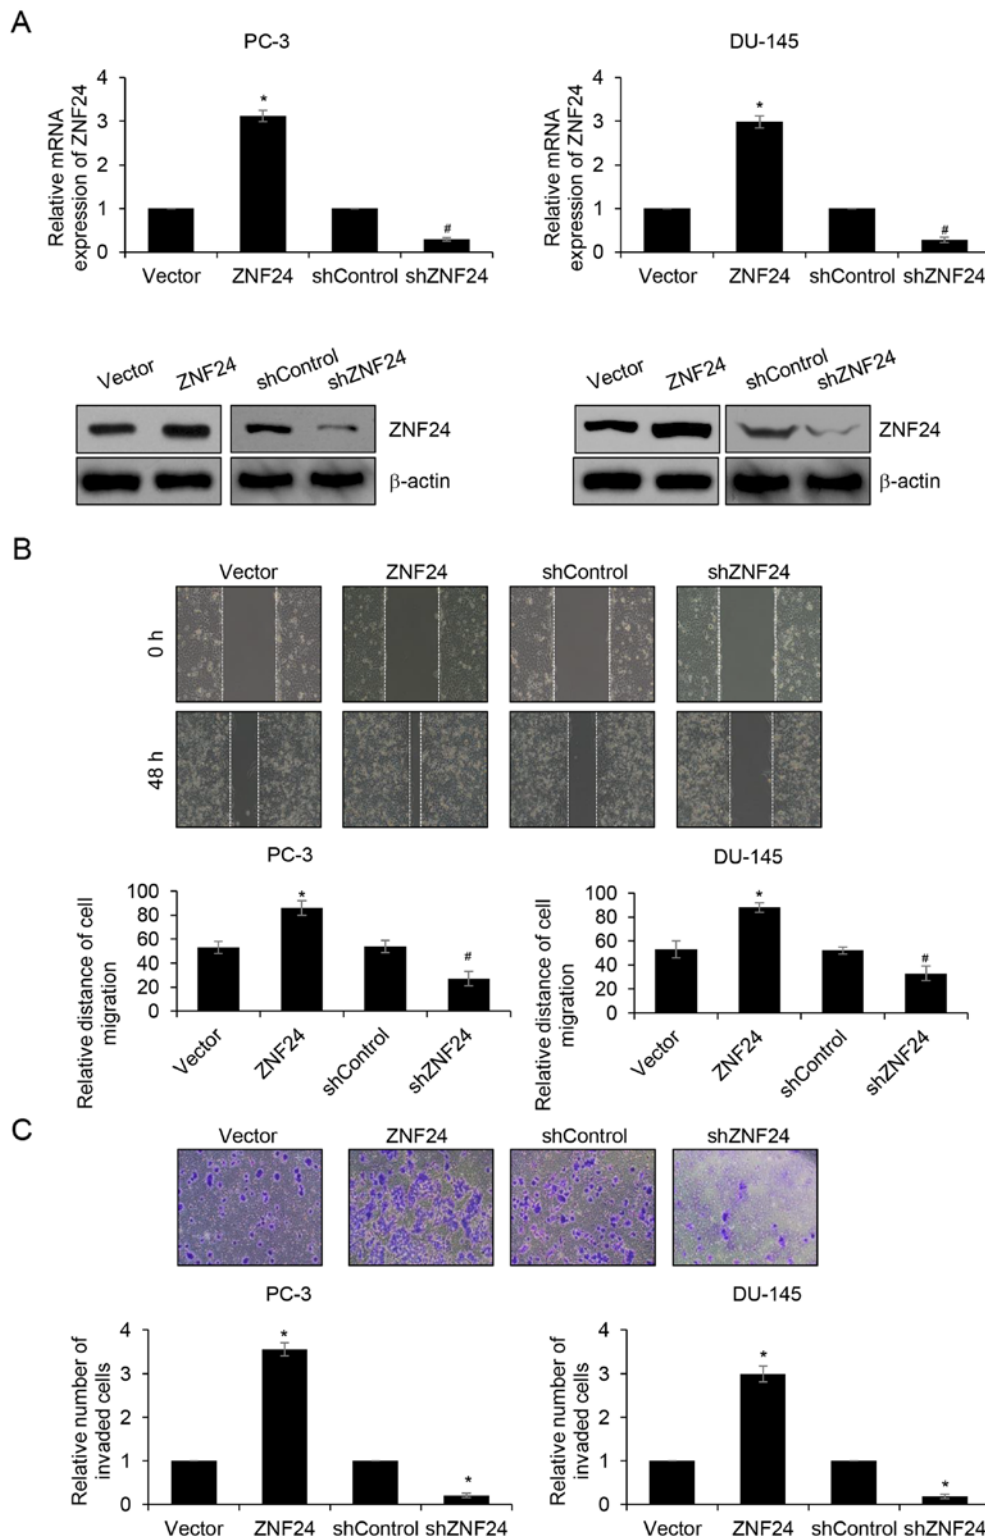 A
PC-3
DU-145
Relative mRNA
expression of ZNF24
4
3
2
1
0
*
#
Vector ZNF24 shControl shZNF24
Relative mRNA
expression of ZNF24
4
3
2
1
0
*
#
Vector ZNF24 shControl shZNF24
Vector ZNF24 shControl shZNF24
ZNF24
β-actin
Vector ZNF24 shControl shZNF24
ZNF24
β-actin
B
Vector ZNF24 shControl shZNF24
0 h
48 h
PC-3
Relative distance of cell
migration
100
80
60
40
20
0
*
#
Vector ZNF24 shControl shZNF24
DU-145
Relative distance of cell
migration
100
80
60
40
20
0
*
#
Vector ZNF24 shControl shZNF24
C
Vector ZNF24 shControl shZNF24
PC-3
Relative number of
invaded cells
4
3
2
1
0
*
*
Vector ZNF24 shControl shZNF24
DU-145
Relative number of
invaded cells
4
3
2
1
0
*
*
Vector ZNF24 shControl shZNF24